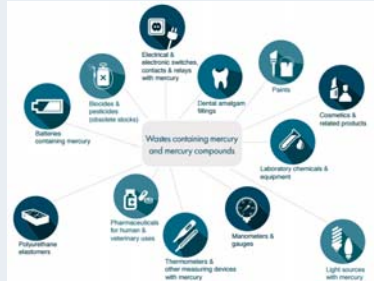 Electrical &
electronic switches,
contacts & relays
with mercury
Biocides &
pesticides
(obsolete stocks)
Dental amalgam
fillings
Paints
Cosmetics &
related products
Batteries
containing mercury
Wastes containing mercury
and mercury compounds
Laboratory chemicals &
equipment
Polyurethane
elastomers
Pharmaceuticals
for human &
veterinary uses
Thermometers &
other measuring devices
with mercury
Manometers &
gauges
Light sources
with mercury